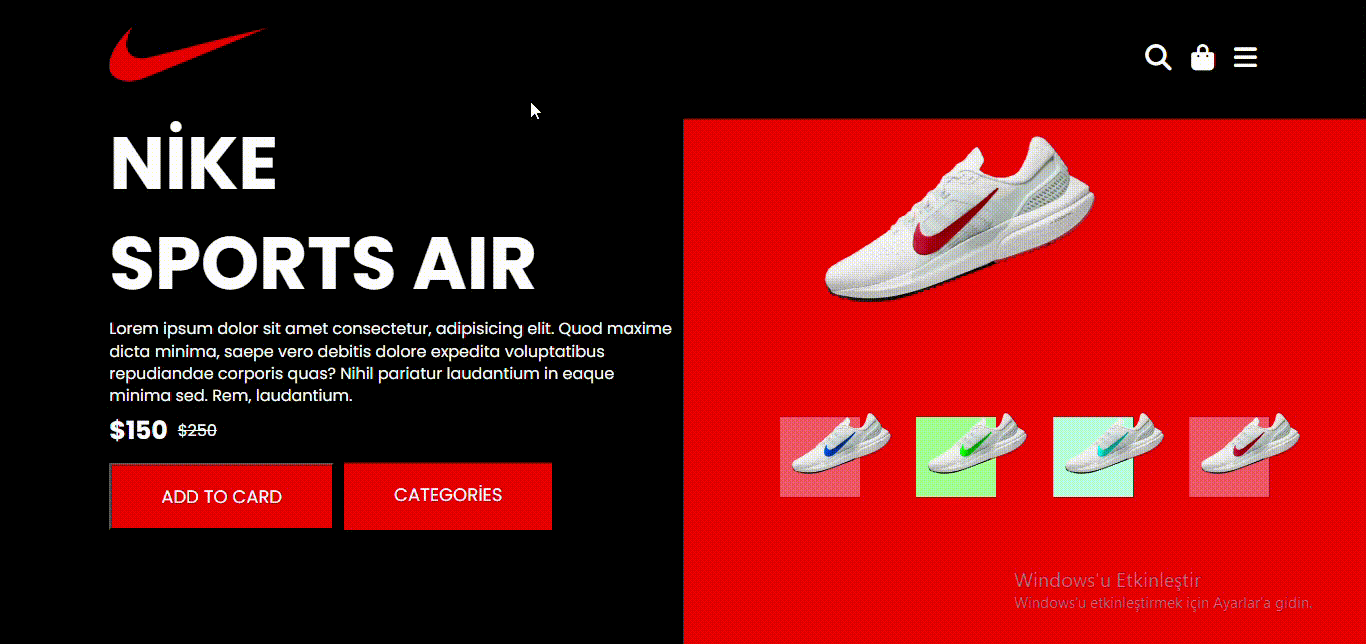 NİKE
SPORTS AIR
Lorem ipsum dolor sit amet consectetur, adipisicing elit. Quod maxime
dicta minima, saepe vero debitis dolore expedita voluptatibus
repudiandae corporis quas? Nihil pariatur laudantium in eaque
minima sed. Rem, laudantium.
$150 $250
ADD TO CARD
CATEGORİES
Windows'u Etkinleştir
Windows'u etkinleştirmek için Ayarlar'a gidin.